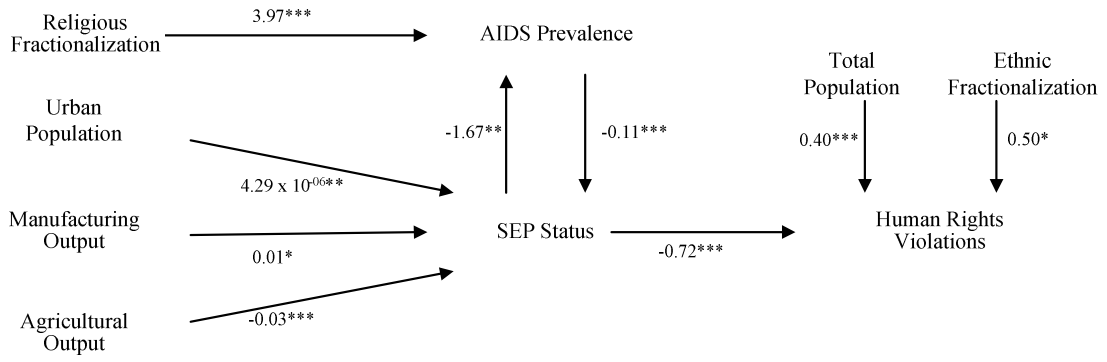 Religious
Fractionalization
3.97***
AIDS Prevalence
Total
Population
Ethnic
Fractionalization
Urban
Population
-1.67**
-0.11***
0.40***
0.50*
4.29 x 10-06**
Manufacturing
Output
0.01*
SEP Status
-0.72***
Human Rights
Violations
Agricultural
Output
-0.03***